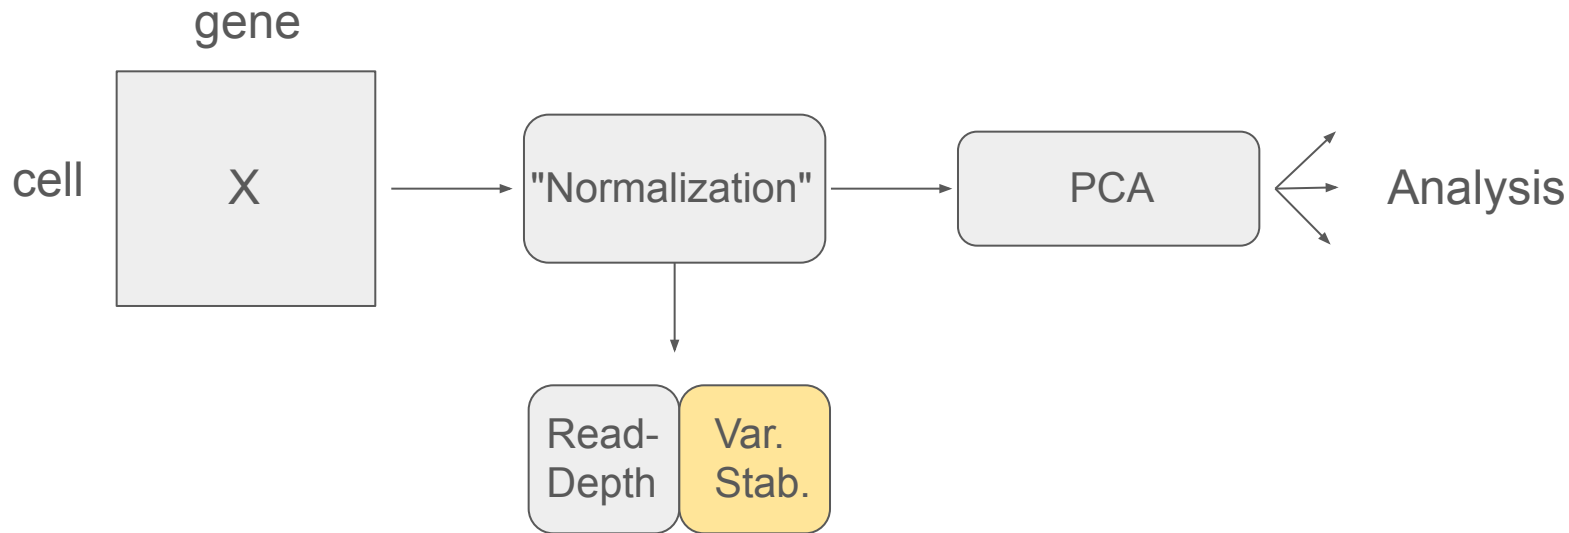 gene
cell
X
"Normalization"
PCA
Analysis
Read-
Depth
Var.
Stab.